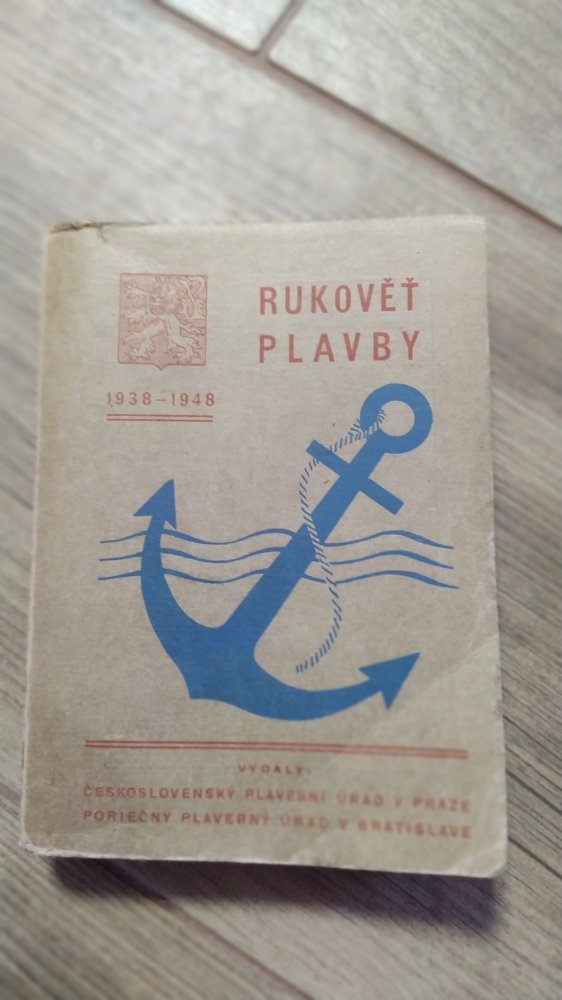 RUKOVĚŤ
PLAVBY
1938-1948
VYDALY:
ČESKOSLOVENSKÝ PLAVEBNÍ ÚŘAD V PRAZE
PORIEČNY PLAVEBNÝ ÚRAD V BRATISLAVE